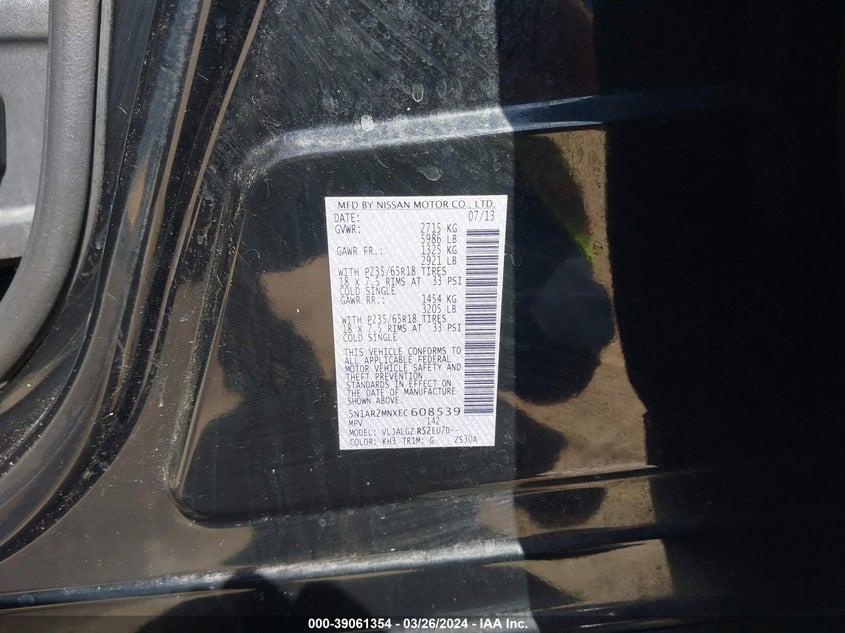 MFD BY NISSAN MOTOR CO., LTD.
DATE: 07/13
GVWR: 2715 KG
5986 LB
GAWR FR.: 1325 KG
2921 LB
WITH P235/65R18 TIRES
18 X 7.5 RIMS AT 33 PSI
COLD SINGLE
GAWR RR.: 1454 KG
3205 LB
WITH P235/65R18 TIRES
18 X 7.5 RIMS AT 33 PSI
COLD SINGLE
THIS VEHICLE CONFORMS TO
ALL APPLICABLE FEDERAL
MOTOR VEHICLE SAFETY AND
THEFT PREVENTION
STANDARDS IN EFFECT ON
THE DATE OF MANUFACTURE
SHOWN ABOVE.
5N1AR2MNXEC608539
MPV 142
MODEL: VLJALGZ R52EU7D--
COLOR: KH3 TRIM: G 2S30A
000-39061354 / 03/26/2024 - IAA Inc.